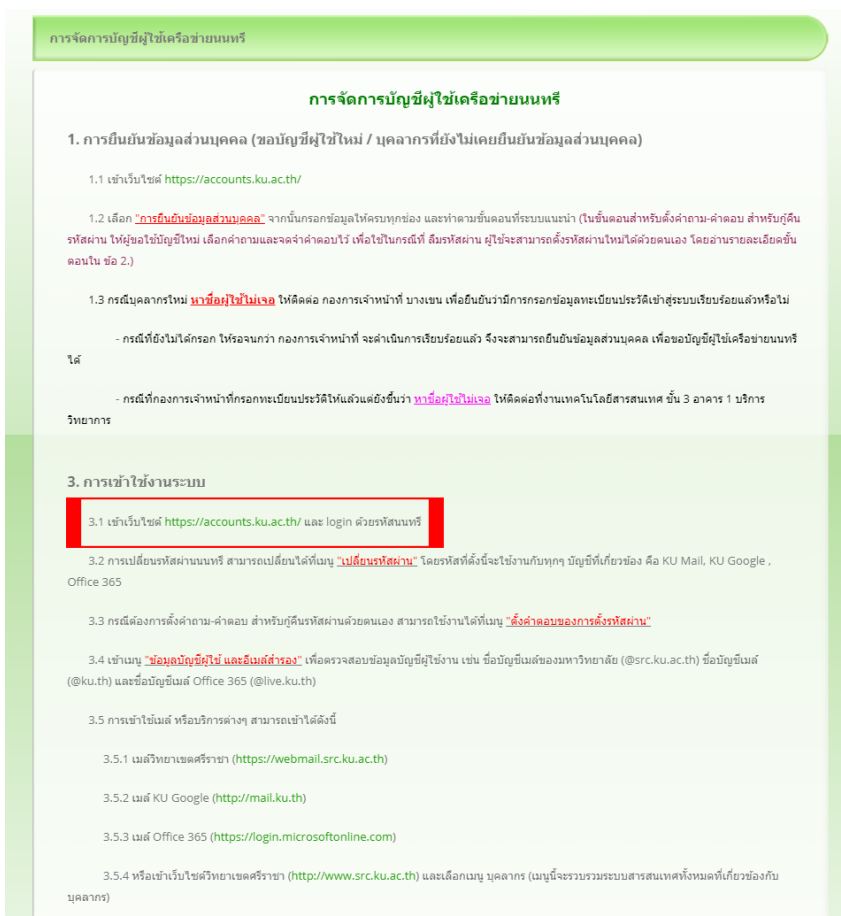 การจัดการบัญชีผู้ใช้เครือข่ายนนทรี
การจัดการบัญชีผู้ใช้เครือข่ายนนทรี
1. การยืนยันข้อมูลส่วนบุคคล (ขอบัญชีผู้ใช้ใหม่ / บุคลากรที่ยังไม่เคยยืนยันข้อมูลส่วนบุคคล)
1.1 เข้าเว็บไซต์ https://accounts.ku.ac.th/
1.2 เลือก "การยืนยันข้อมูลส่วนบุคคล" จากนั้นกรอกข้อมูลให้ครบทุกช่อง และทำตามขั้นตอนที่ระบบแนะนำ (ในขั้นตอนสำหรับตั้งคำถาม-คำตอบ สำหรับกู้คืน
รหัสผ่าน ให้ผู้ขอใช้บัญชีใหม่ เลือกคำถามและจดจำคำตอบไว้ เพื่อใช้ในกรณีที่ ลืมรหัสผ่าน ผู้ใช้จะสามารถตั้งรหัสผ่านใหม่ได้ด้วยตนเอง โดยอ่านรายละเอียดขั้น
ตอนใน ข้อ 2.)
1.3 กรณีบุคลากรใหม่ หาชื่อผู้ใช้ไม่เจอ ให้ติดต่อ กองการเจ้าหน้าที่ บางเขน เพื่อยืนยันว่ามีการกรอกข้อมูลทะเบียนประวัติเข้าสู่ระบบเรียบร้อยแล้วหรือไม่
- กรณีที่ยังไม่ได้กรอก ให้รอจนกว่า กองการเจ้าหน้าที่ จะดำเนินการเรียบร้อยแล้ว จึงจะสามารถยืนยันข้อมูลส่วนบุคคล เพื่อขอบัญชีผู้ใช้เครือข่ายนนทรี
ได้
- กรณีที่กองการเจ้าหน้าที่กรอกทะเบียนประวัติให้แล้วแต่ยังขึ้นว่า หาชื่อผู้ใช้ไม่เจอ ให้ติดต่อที่งานเทคโนโลยีสารสนเทศ ชั้น 3 อาคาร 1 บริการ
วิทยาการ
3. การเข้าใช้งานระบบ
3.1 เข้าเว็บไซต์ https://accounts.ku.ac.th/ และ login ด้วยรหัสนนทรี
3.2 การเปลี่ยนรหัสผ่านนนทรี สามารถเปลี่ยนได้ที่เมนู "เปลี่ยนรหัสผ่าน" โดยรหัสที่ตั้งนี้จะใช้งานกับทุกๆ บัญชีที่เกี่ยวข้อง คือ KU Mail, KU Google ,
Office 365
3.3 กรณีต้องการตั้งคำถาม-คำตอบ สำหรับกู้คืนรหัสผ่านด้วยตนเอง สามารถใช้งานได้ที่เมนู "ตั้งคำตอบของการตั้งรหัสผ่าน"
3.4 เข้าเมนู "ข้อมูลบัญชีผู้ใช้ และอีเมล์สำรอง" เพื่อตรวจสอบข้อมูลบัญชีผู้ใช้งาน เช่น ชื่อบัญชีเมล์ของมหาวิทยาลัย (@src.ku.ac.th) ชื่อบัญชีเมล์
(@ku.th) และชื่อบัญชีเมล์ Office 365 (@live.ku.th)
3.5 การเข้าใช้เมล์ หรือบริการต่างๆ สามารถเข้าได้ดังนี้
3.5.1 เมล์วิทยาเขตศรีราชา (https://webmail.src.ku.ac.th)
3.5.2 เมล์ KU Google (http://mail.ku.th)
3.5.3 เมล์ Office 365 (https://login.microsoftonline.com)
3.5.4 หรือเข้าเว็บไซต์วิทยาเขตศรีราชา (http://www.src.ku.ac.th) และเลือกเมนู บุคลากร (เมนูนี้จะรวบรวมระบบสารสนเทศทั้งหมดที่เกี่ยวข้องกับ
บุคลากร)